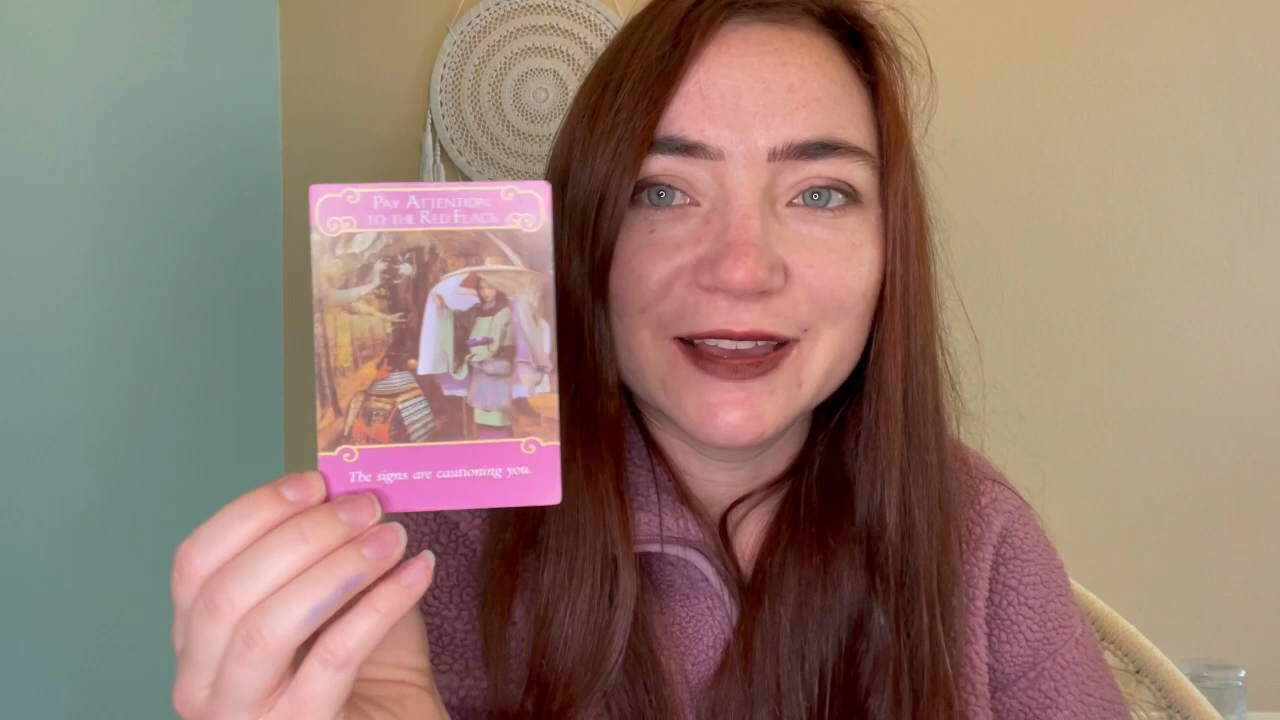 PAY ATTENTION
TO THE RED FLAGS
The signs are cautioning you.